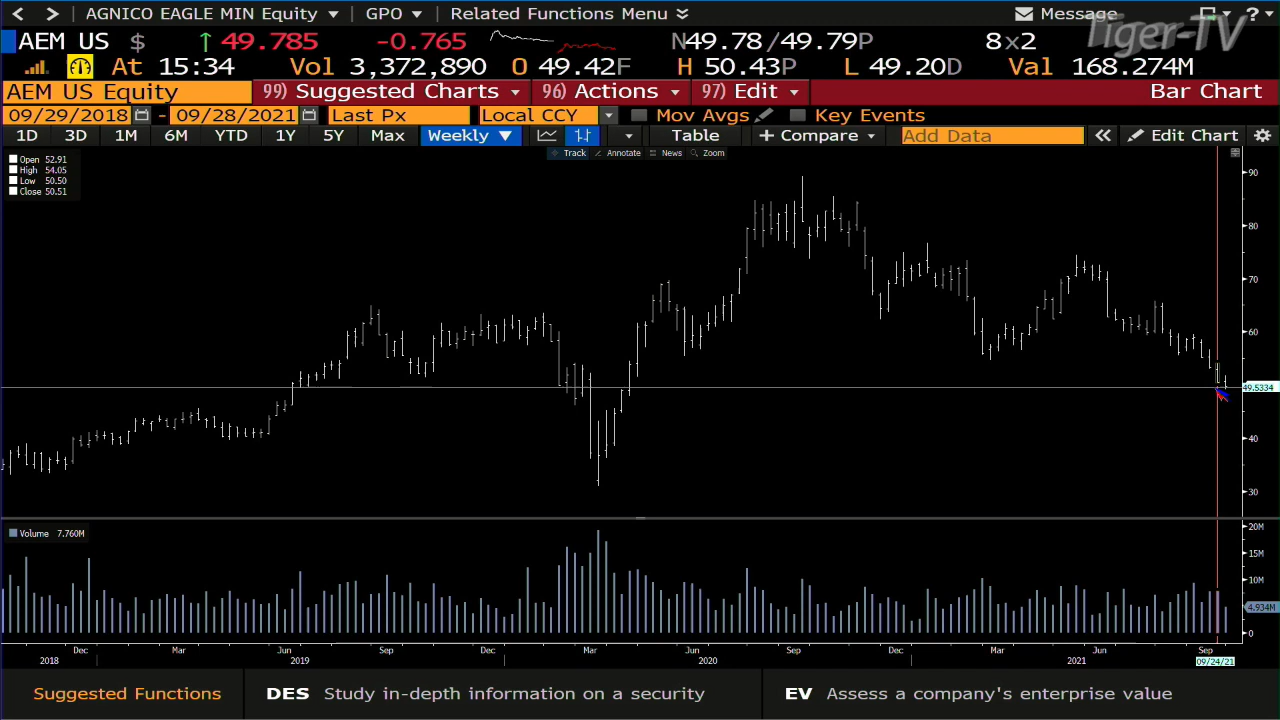 AGNICO EAGLE MIN Equity GPO Related Functions Menu Message ?
AEM US $ 49.785 -0.765 N49.78 / 49.79P 8x2 Tiger-TV
At 15:34 Vol 3,372,890 O 49.42F H 50.43P L 49.20D Val 168.274M
AEM US Equity 99) Suggested Charts 96) Actions 97) Edit Bar Chart
09/29/2018 - 09/28/2021 Last Px Local CCY Mov Avgs Key Events
1D 3D 1M 6M YTD 1Y 5Y Max Weekly Table + Compare Add Data « Edit Chart
Track Annotate News Zoom
Open 52.91
High 54.05
Low 50.50
Close 50.51
90
80
70
60
49.5334
40
30
Volume 7.760M
20M
15M
10M
4.934M
0
Dec Mar Jun Sep Dec Mar Jun Sep Dec Mar Jun Sep
2018 2019 2020 2021 09/24/21
Suggested Functions DES Study in-depth information on a security EV Assess a company's enterprise value